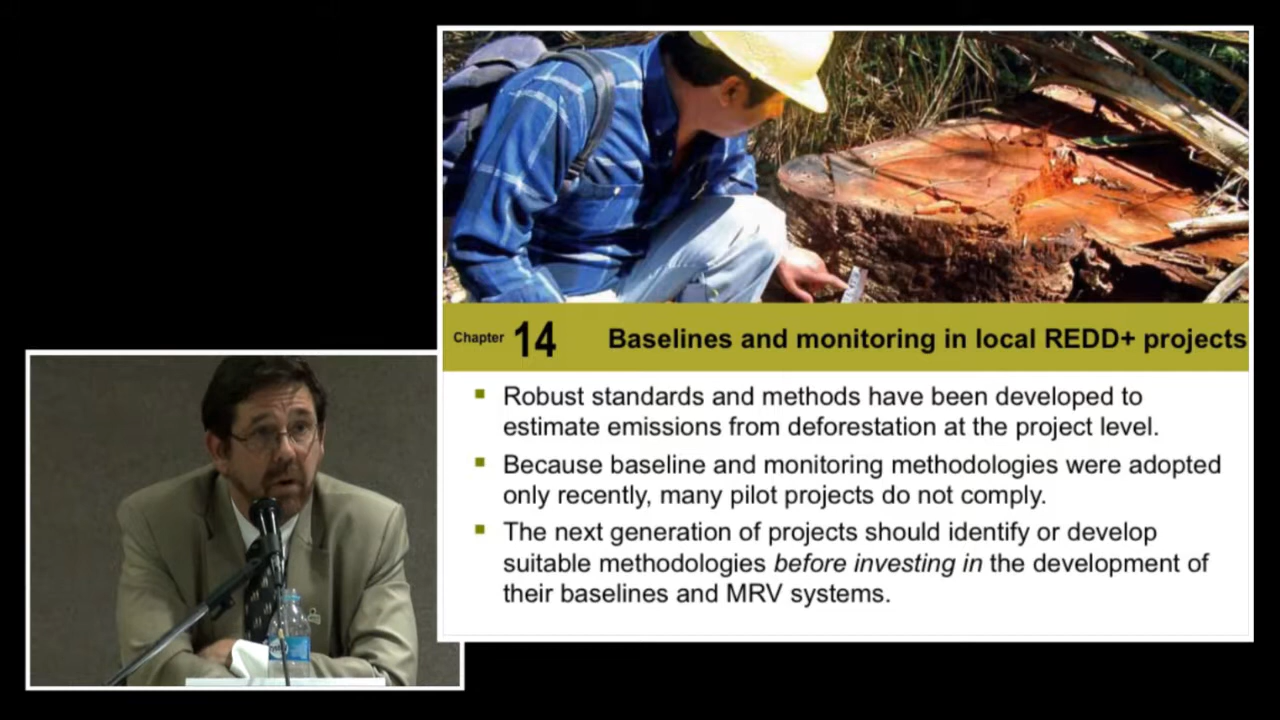 Chapter 14 Baselines and monitoring in local REDD+ projects
▪ Robust standards and methods have been developed to
estimate emissions from deforestation at the project level.
▪ Because baseline and monitoring methodologies were adopted
only recently, many pilot projects do not comply.
▪ The next generation of projects should identify or develop
suitable methodologies before investing in the development of
their baselines and MRV systems.